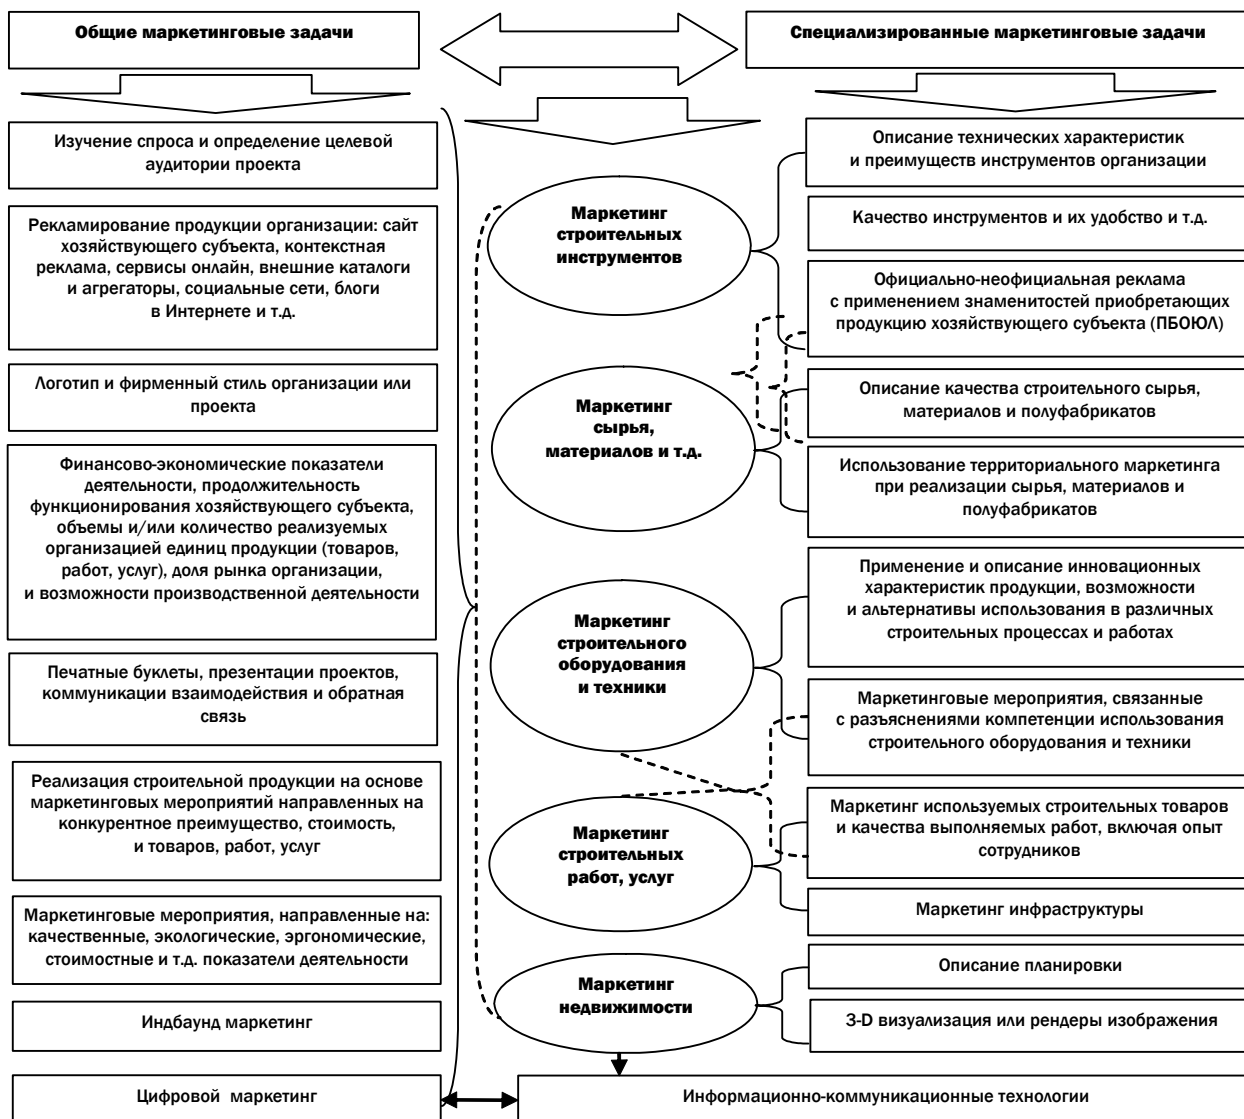 Общие маркетинговые задачи
Специализированные маркетинговые задачи
Изучение спроса и определение целевой
аудитории проекта
Рекламирование продукции организации: сайт
хозяйствующего субъекта, контекстная
реклама, сервисы онлайн, внешние каталоги
и агрегаторы, социальные сети, блоги
в Интернете и т.д.
Логотип и фирменный стиль организации или
проекта
Финансово-экономические показатели
деятельности, продолжительность
функционирования хозяйствующего субъекта,
объемы и/или количество реализуемых
организацией единиц продукции (товаров,
работ, услуг), доля рынка организации,
и возможности производственной деятельности
Печатные буклеты, презентации проектов,
коммуникации взаимодействия и обратная
связь
Реализация строительной продукции на основе
маркетинговых мероприятий направленных на
конкурентное преимущество, стоимость,
и товаров, работ, услуг
Маркетинговые мероприятия, направленные на:
качественные, экологические, эргономические,
стоимостные и т.д. показатели деятельности
Индбаунд маркетинг
Цифровой маркетинг
Маркетинг
строительных
инструментов
Маркетинг
сырья,
материалов и т.д.
Маркетинг
строительного
оборудования
и техники
Маркетинг
строительных
работ, услуг
Маркетинг
недвижимости
Описание технических характеристик
и преимуществ инструментов организации
Качество инструментов и их удобство и т.д.
Официально-неофициальная реклама
с применением знаменитостей приобретающих
продукцию хозяйствующего субъекта (ПБОЮЛ)
Описание качества строительного сырья,
материалов и полуфабрикатов
Использование территориального маркетинга
при реализации сырья, материалов и
полуфабрикатов
Применение и описание инновационных
характеристик продукции, возможности
и альтернативы использования в различных
строительных процессах и работах
Маркетинговые мероприятия, связанные
с разъяснениями компетенции использования
строительного оборудования и техники
Маркетинг используемых строительных товаров
и качества выполняемых работ, включая опыт
сотрудников
Маркетинг инфраструктуры
Описание планировки
3-D визуализация или рендеры изображения
Информационно-коммуникационные технологии